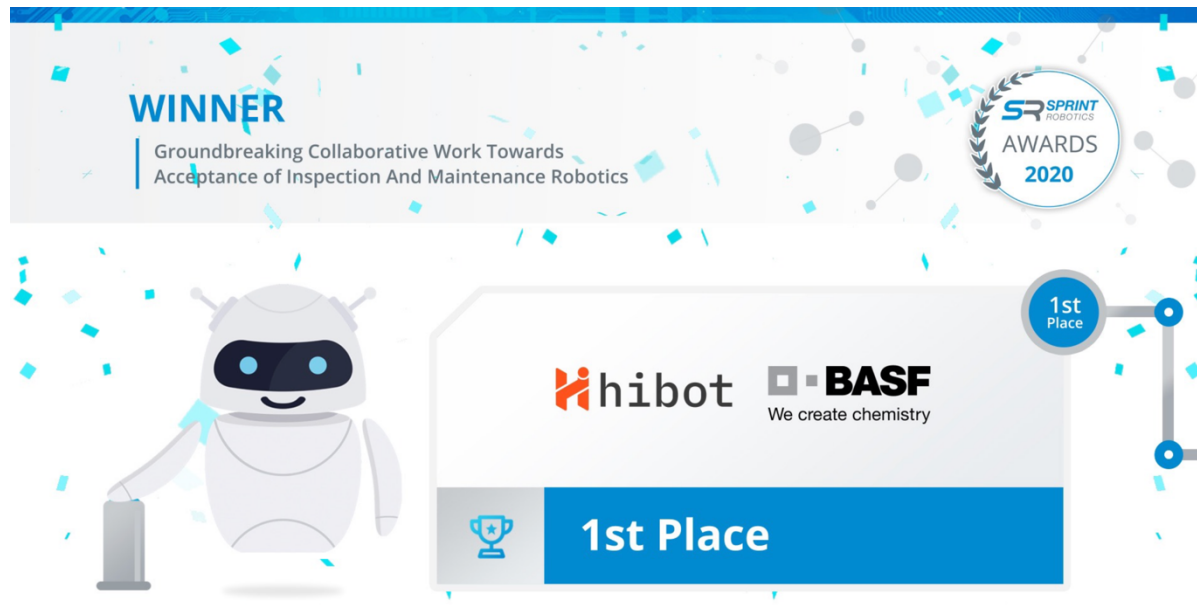 WINNER
Groundbreaking Collaborative Work Towards
Acceptance of Inspection And Maintenance Robotics
SR SPRINT
ROBOTICS
AWARDS
2020
1st
Place
hibot
BASF
We create chemistry
1st Place